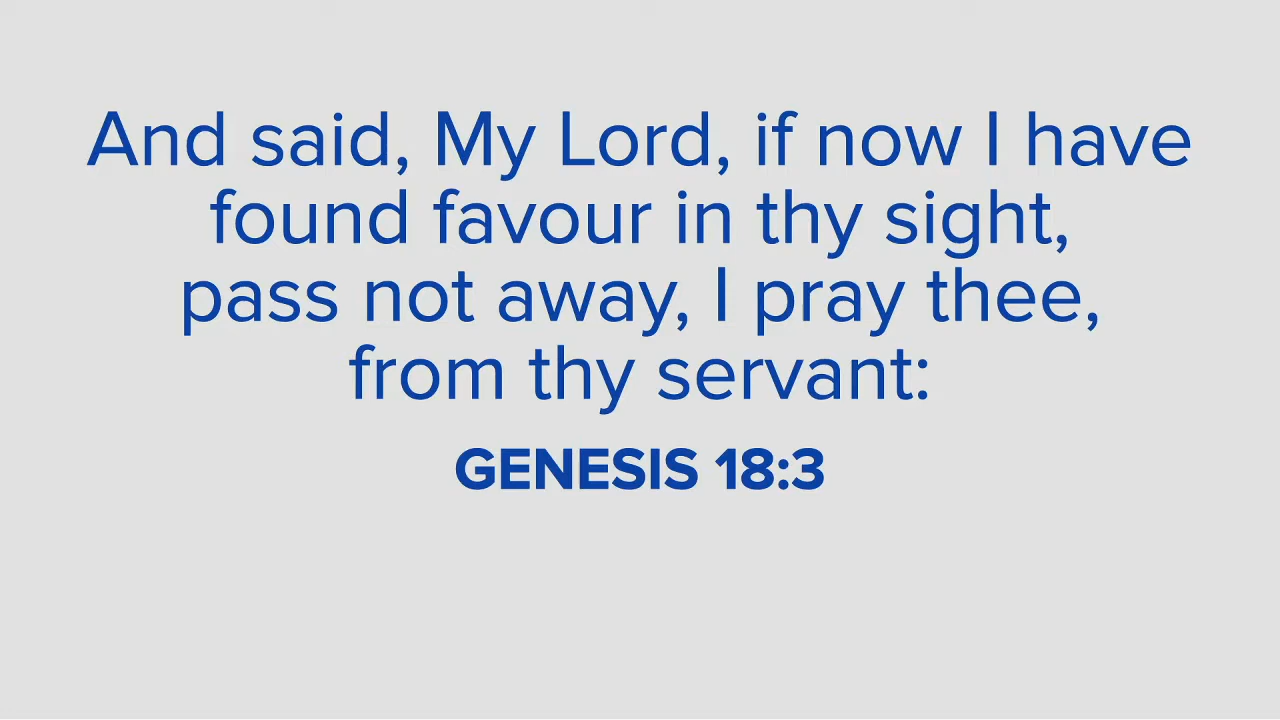 And said, My Lord, if now I have
found favour in thy sight,
pass not away, I pray thee,
from thy servant:
GENESIS 18:3